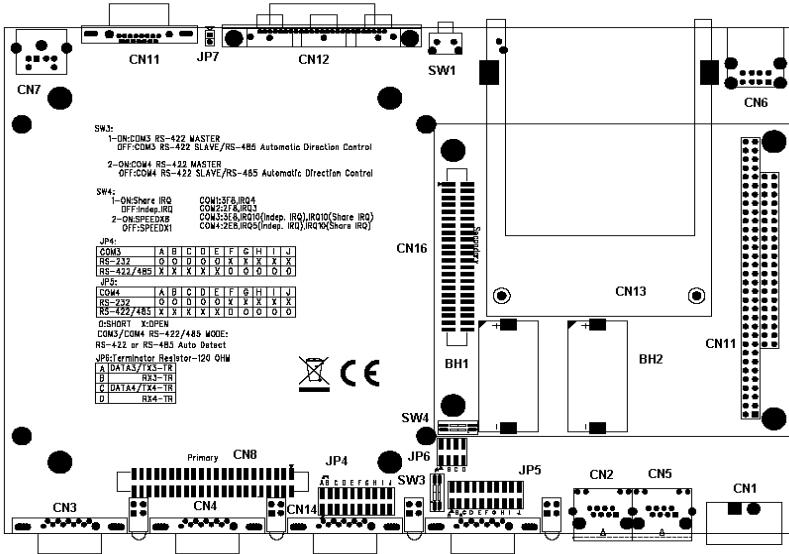 CN11
JP7
CN12
SW1
CN7
CN6
SW3:
1-ON:COM3 RS-422 MASTER
OFF:COM3 RS-422 SLAVE/RS-485 Automatic Direction Control
2-ON:COM4 RS-422 MASTER
OFF:COM4 RS-422 SLAVE/RS-485 Automatic Direction Control
SW4:
1-ON:Share IRQ COM1:3F8,IRQ4
OFF:Indep.IRQ COM2:2F8,IRQ3
2-ON:SPEEDX8 COM3:3E8,IRQ10(Indep. IRQ),IRQ10(Share IRQ)
OFF:SPEEDX1 COM4:2E8,IRQ5(Indep. IRQ),IRQ10(Share IRQ)
JP4:
COM3 A B C D E F G H I J
RS-232 O O O O X X X X X X
RS-422/485 X X X X X O O O O O
JP5:
COM4 A B C D E F G H I J
RS-232 O O O O O X X X X X
RS-422/485 X X X X X O O O O O
O:SHORT X:OPEN
COM3/COM4 RS-422/485 MODE:
RS-422 or RS-485 Auto Detect
JP6:Terminator Resistor-120 OHM
A DATA3/TX3-TR
B RX3-TR
C DATA4/TX4-TR
D RX4-TR
CE
CN16
Secondary
CN13
CN11
BH1
BH2
SW4
JP6
B C D
Primary
CN8
JP4
A B C D E F G H I J
SW3
JP5
A B C D E F G H I J
CN2
CN5
CN1
CN3
CN4
CN14